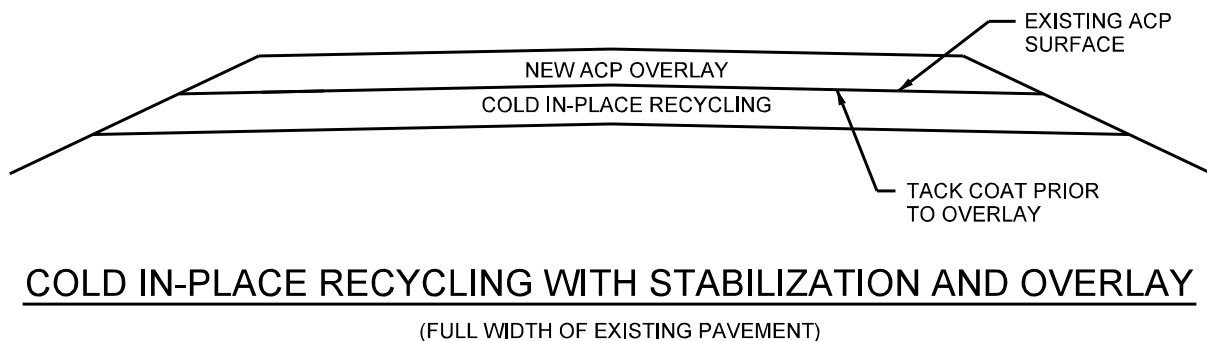 EXISTING ACP
SURFACE
NEW ACP OVERLAY
COLD IN-PLACE RECYCLING
TACK COAT PRIOR
TO OVERLAY
COLD IN-PLACE RECYCLING WITH STABILIZATION AND OVERLAY
(FULL WIDTH OF EXISTING PAVEMENT)